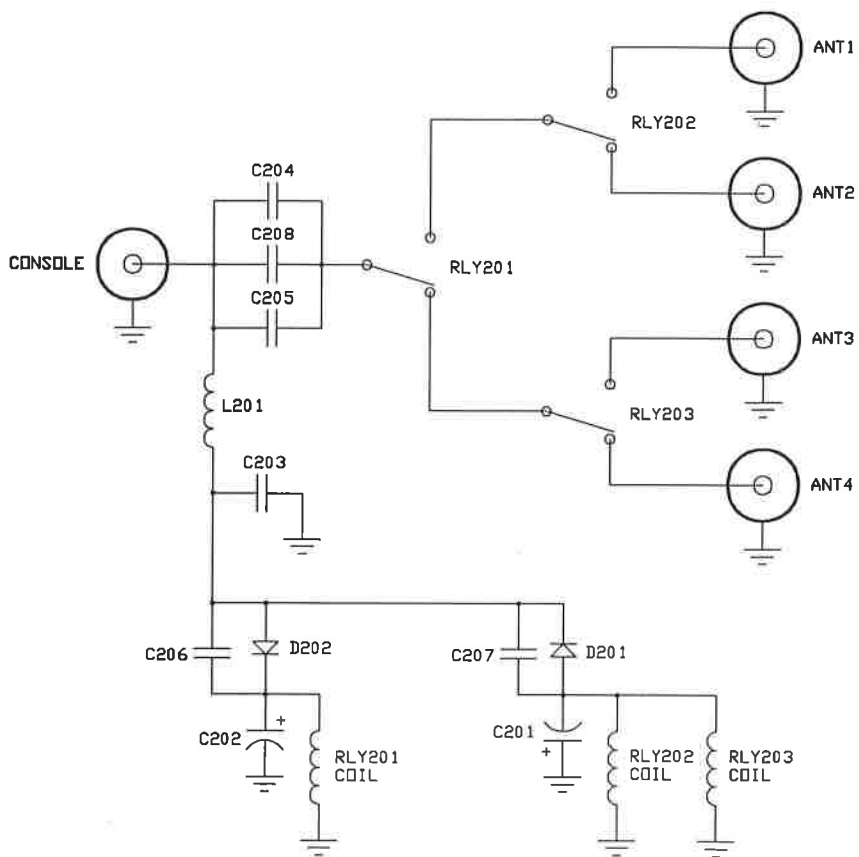 ANT1
RLY202
C204
ANT2
C208
CONSOLE
RLY201
C205
ANT3
L201
RLY203
C203
ANT4
C206
D202
C207
D201
+
C202
C201
+
RLY201
COIL
RLY202
COIL
RLY203
COIL